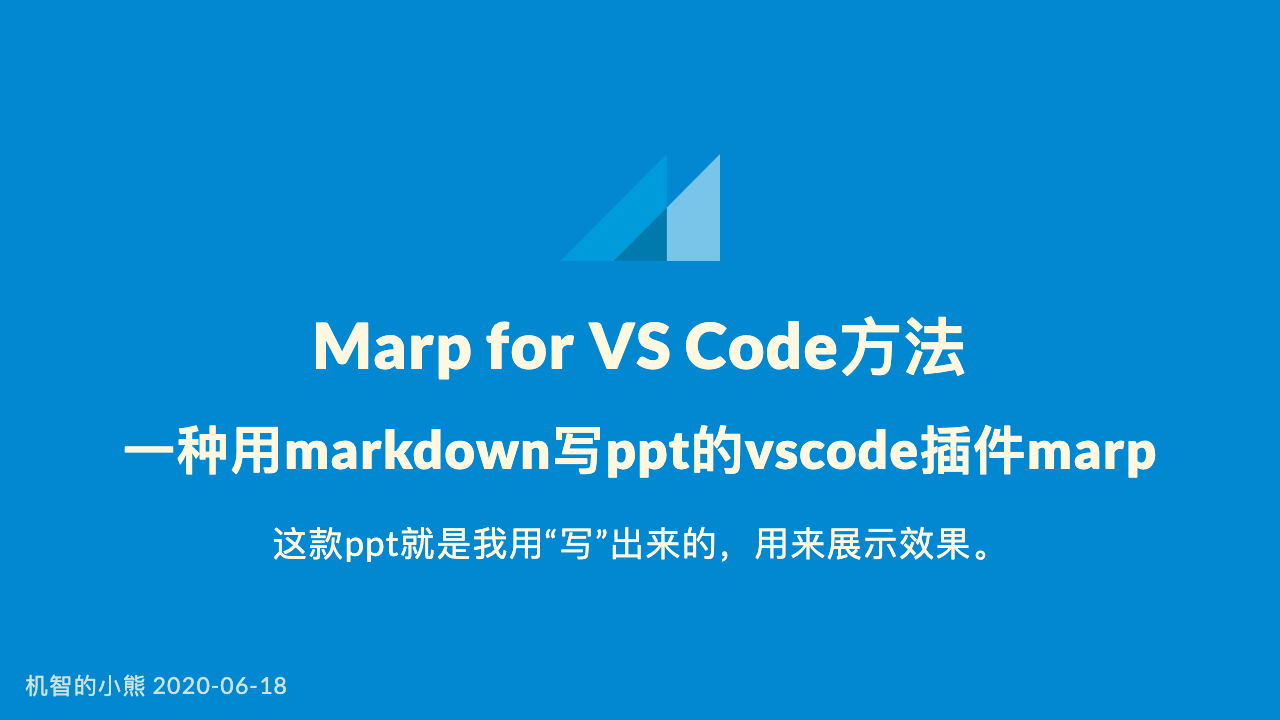 Marp for VS Code方法
一种用markdown写ppt的vscode插件marp
这款ppt就是我用“写”出来的，用来展示效果。
机智的小熊 2020-06-18